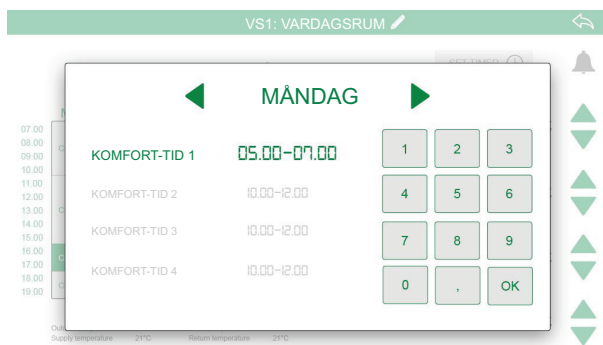 VS1: VARDAGSRUM
SET TIMER
MÅNDAG
07.00
08.00
09.00
10.00
11.00
12.00
13.00
14.00
15.00
16.00
17.00
18.00
19.00
KOMFORT-TID 1 05.00-07.00
KOMFORT-TID 2 10.00-12.00
KOMFORT-TID 3 10.00-12.00
KOMFORT-TID 4 10.00-12.00
1 2 3
4 5 6
7 8 9
0 , OK
Supply temperature 21°C Return temperature 21°C